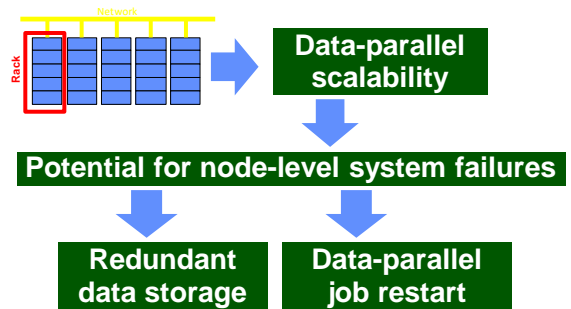 Network
Rack
Data-parallel
scalability
Potential for node-level system failures
Redundant
data storage
Data-parallel
job restart